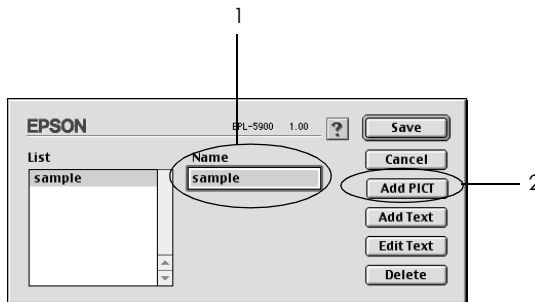 1
EPSON
EPL-5900 1.00
?
Save
List
Name
Cancel
sample
sample
Add PICT
2
Add Text
Edit Text
Delete